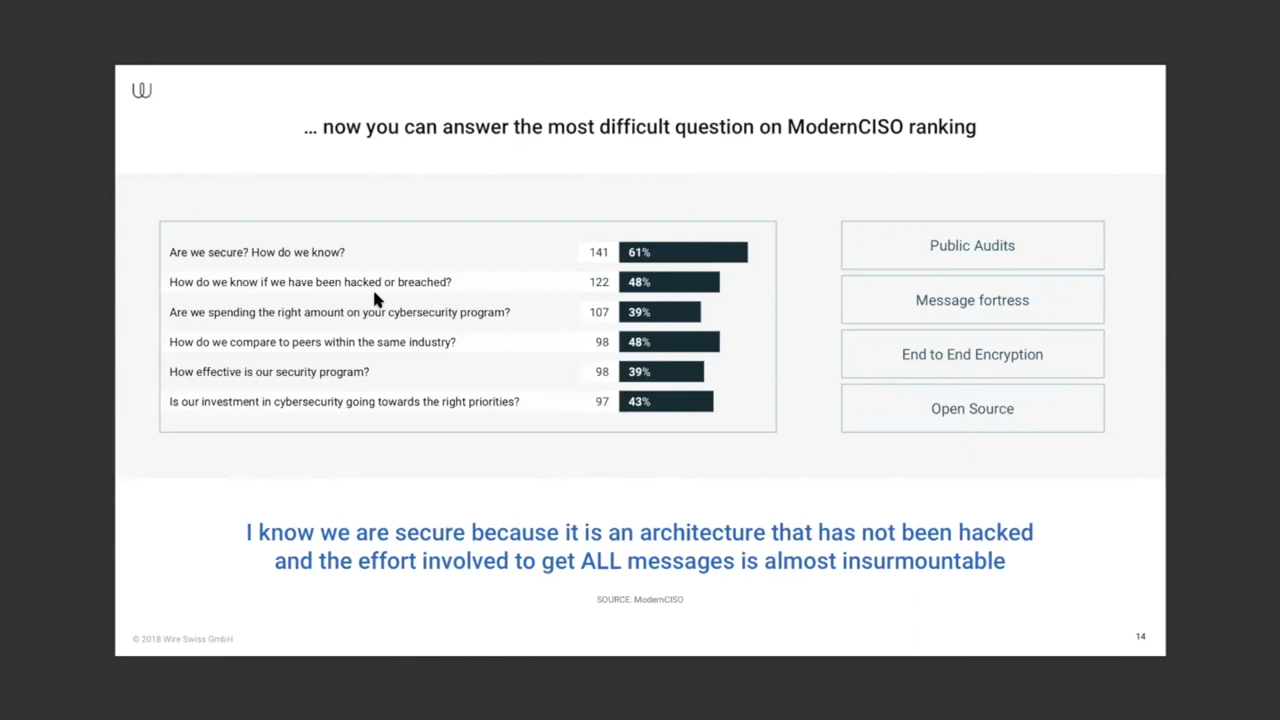 … now you can answer the most difficult question on ModernCISO ranking
Are we secure? How do we know? 141 61%
How do we know if we have been hacked or breached? 122 48%
Are we spending the right amount on your cybersecurity program? 107 39%
How do we compare to peers within the same industry? 98 48%
How effective is our security program? 98 39%
Is our investment in cybersecurity going towards the right priorities? 97 43%
Public Audits
Message fortress
End to End Encryption
Open Source
I know we are secure because it is an architecture that has not been hacked
and the effort involved to get ALL messages is almost insurmountable
SOURCE: ModernCISO
© 2018 Wire Swiss GmbH
14